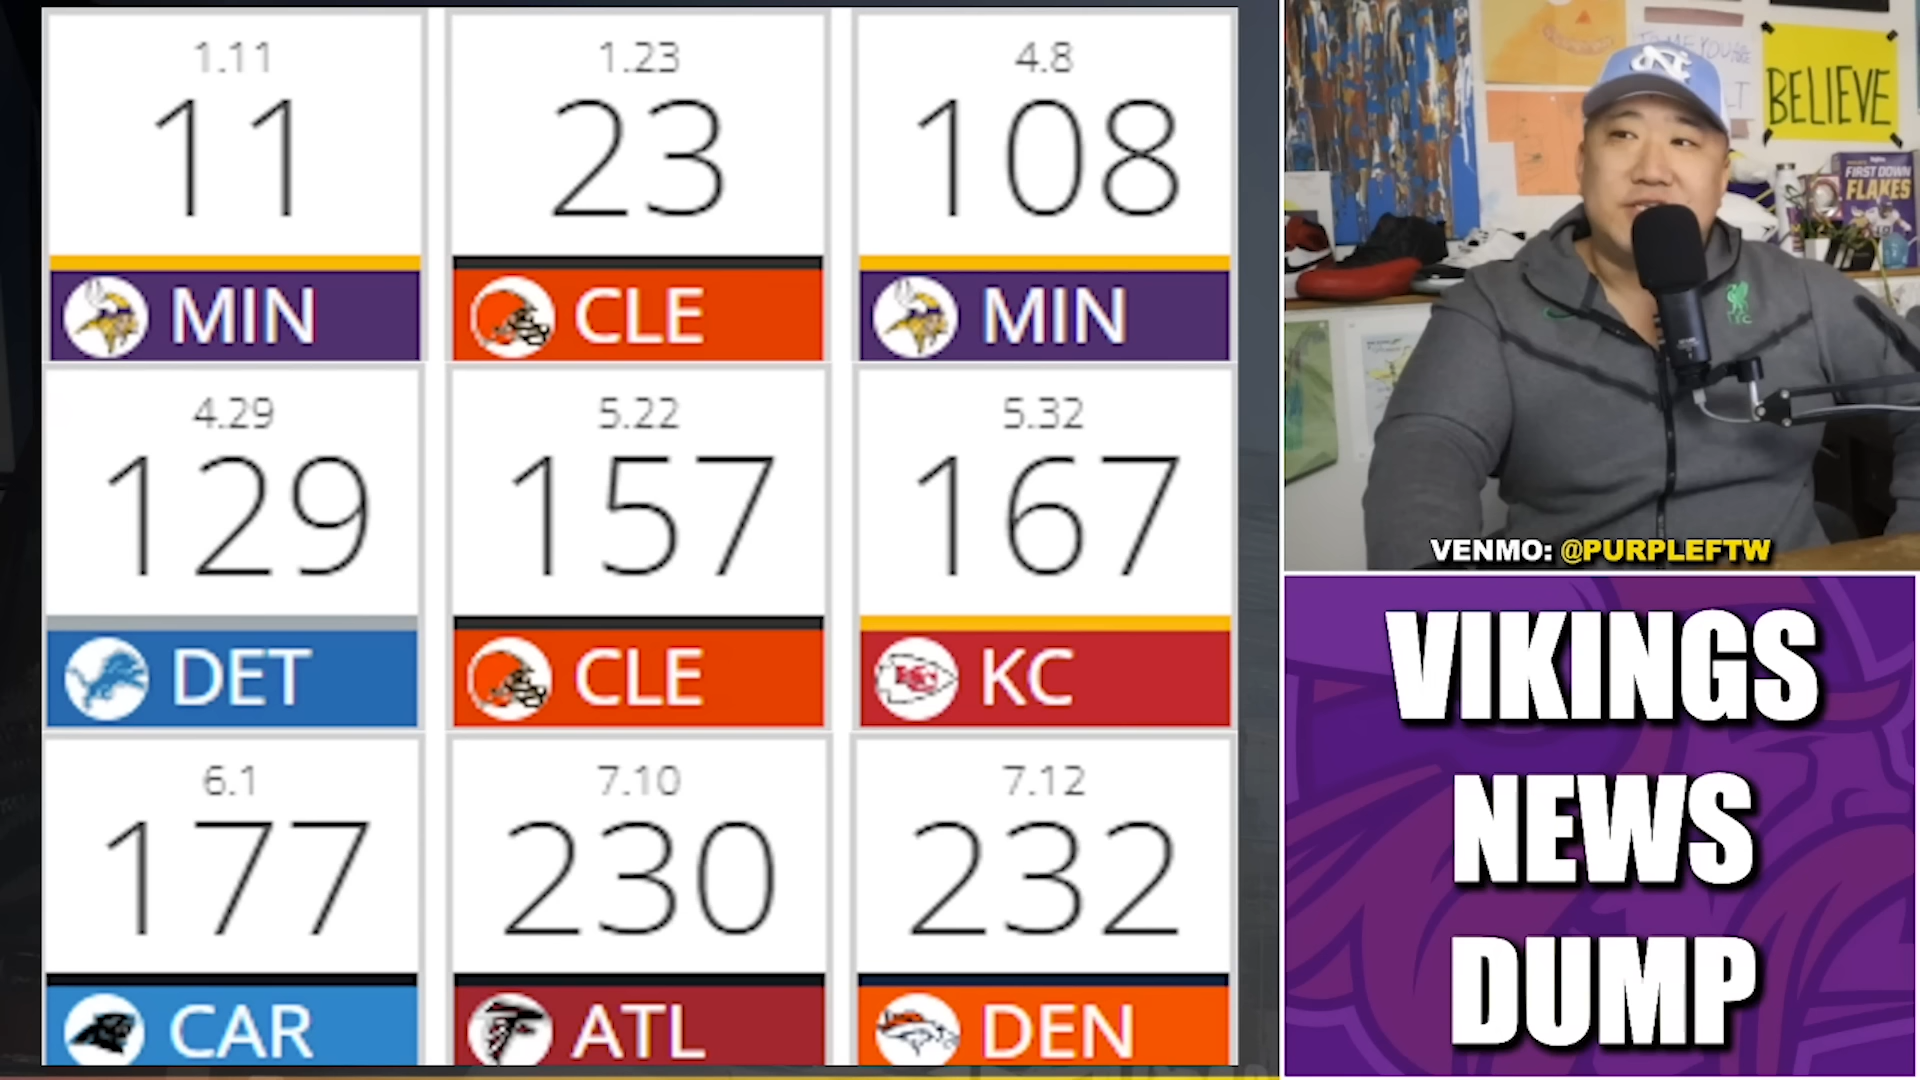 1.11
1.23
4.8
11
23
108
MIN
CLE
MIN
4.29
5.22
5.32
129
157
167
DET
CLE
KC
6.1
7.10
7.12
177
230
232
CAR
ATL
DEN
BELIEVE
FIRST DOWN
FLAKES
VENMO: @PURPLEFTW
VIKINGS
NEWS
DUMP